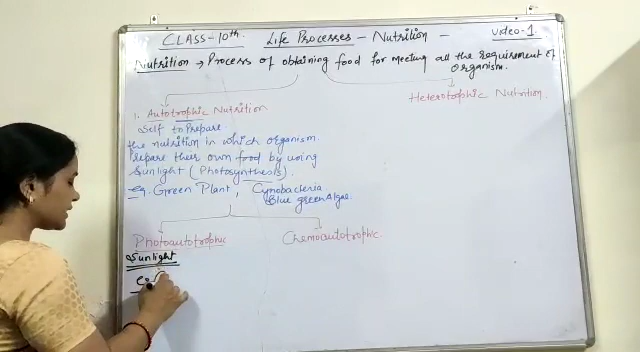 CLASS-10th Life Processes - Nutrition - Video-1
Nutrition → Process of obtaining food for meeting all the requirement of
organism.
1. Autotrophic Nutrition
Heterotrophic Nutrition.
Self to Prepare
the nutrition in which organism
Prepare their own food by using
Sunlight (Photosynthesis).
eg. Green Plant, Cynobacteria
Blue green Algae.
Photoautotrophic Chemoautotrophic
Sunlight